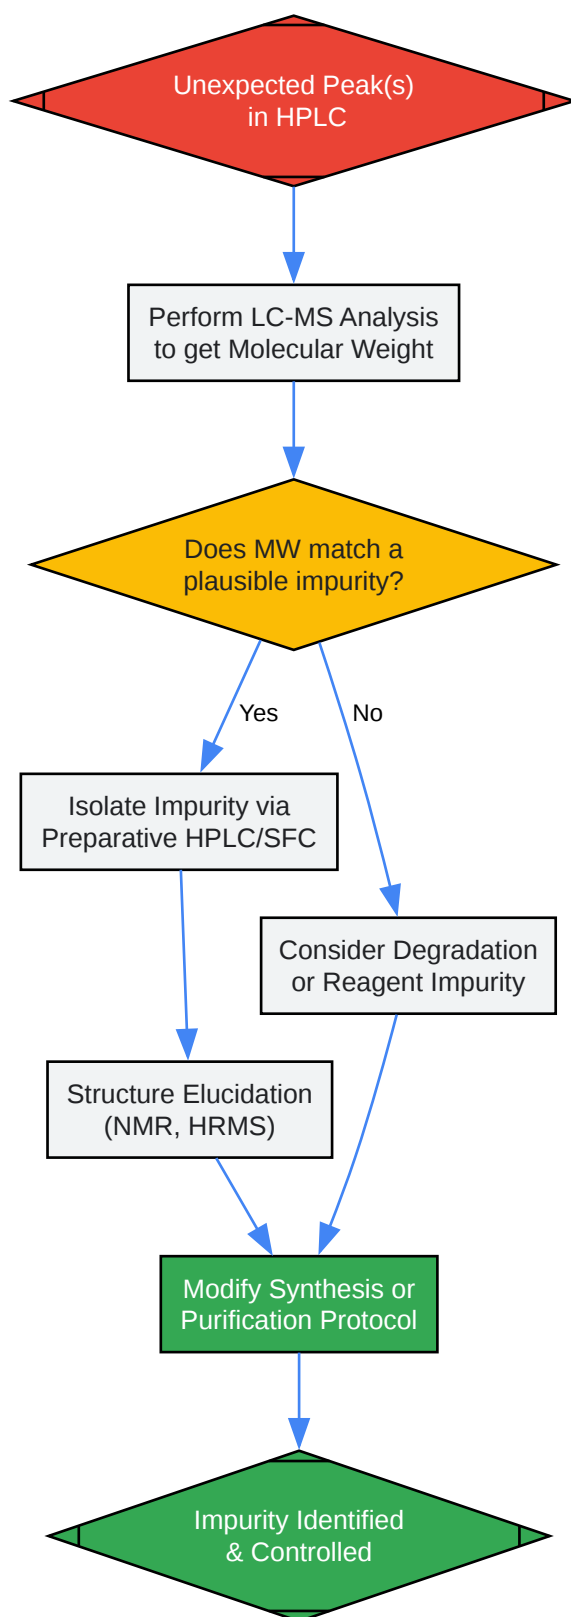 Unexpected Peak(s)
in HPLC
Perform LC-MS Analysis
to get Molecular Weight
Does MW match a
plausible impurity?
Yes
No
Isolate Impurity via
Preparative HPLC/SFC
Consider Degradation
or Reagent Impurity
Structure Elucidation
(NMR, HRMS)
Modify Synthesis or
Purification Protocol
Impurity Identified
& Controlled